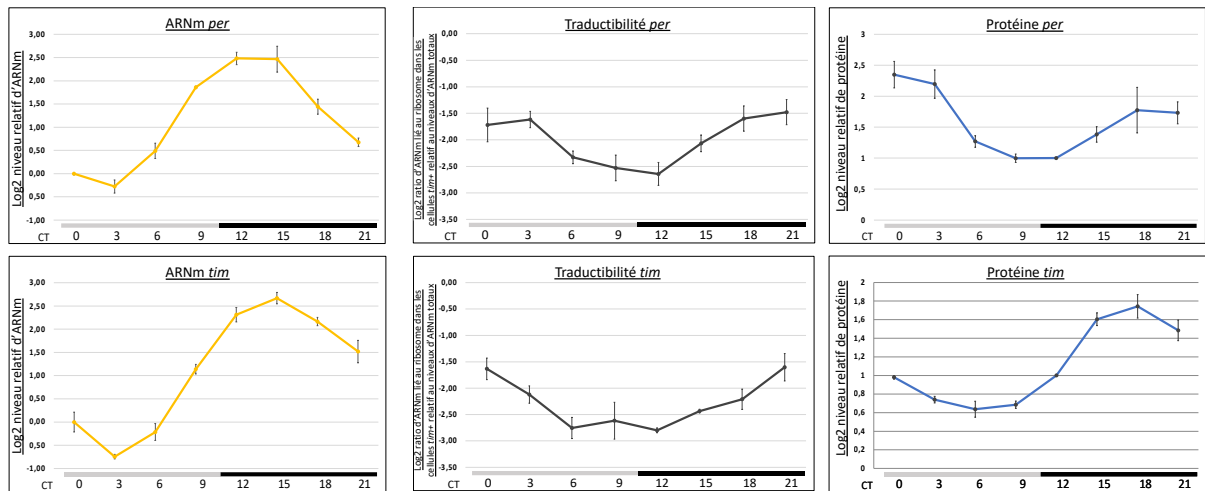 ARNm per
Log2 niveau relatif d'ARNm
3,00
2,50
2,00
1,50
1,00
0,50
0,00
0,50
1,00
-1,00
CT 0 3 6 9 12 15 18 21
Traductibilité per
Log2 ratio d'ARNm lié au ribosome dans les
cellules tim+ relatif au niveaux d'ARNm totaux
0,00
-0,50
-1,00
-1,50
-2,00
-2,50
-3,00
-3,50
CT 0 3 6 9 12 15 18 21
Protéine per
Log2 niveau relatif de protéine
3
2,5
2
1,5
1
0,5
0
CT 0 3 6 9 12 15 18 21
ARNm tim
Log2 niveau relatif d'ARNm
3,00
2,50
2,00
1,50
1,00
0,50
0,00
0,50
-1,00
CT 0 3 6 9 12 15 18 21
Traductibilité tim
Log2 ratio d'ARNm lié au ribosome dans les
cellules tim+ relatif au niveaux d'ARNm totaux
0,00
-0,50
-1,00
-1,50
-2,00
-2,50
-3,00
-3,50
CT 0 3 6 9 12 15 18 21
Protéine tim
Log2 niveau relatif de protéine
2
1,8
1,6
1,4
1,2
1
0,8
0,6
0,4
0,2
0
CT 0 3 6 9 12 15 18 21